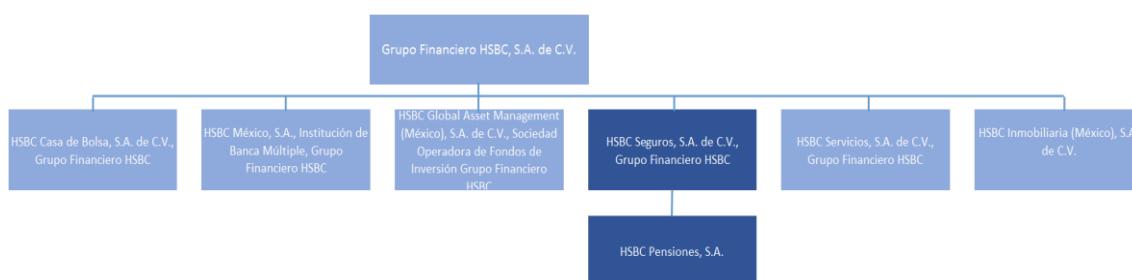 Grupo Financiero HSBC, S.A. de C.V.
HSBC Casa de Bolsa, S.A. de C.V.,
Grupo Financiero HSBC
HSBC México, S.A., Institución de
Banca Múltiple, Grupo
Financiero HSBC
HSBC Global Asset Management
(México), S.A. de C.V., Sociedad
Operadora de Fondos de
Inversión Grupo Financiero
HSBC
HSBC Seguros, S.A. de C.V.,
Grupo Financiero HSBC
HSBC Servicios, S.A. de C.V.,
Grupo Financiero HSBC
HSBC Inmobiliaria (México), S.A.
de C.V.
HSBC Pensiones, S.A.